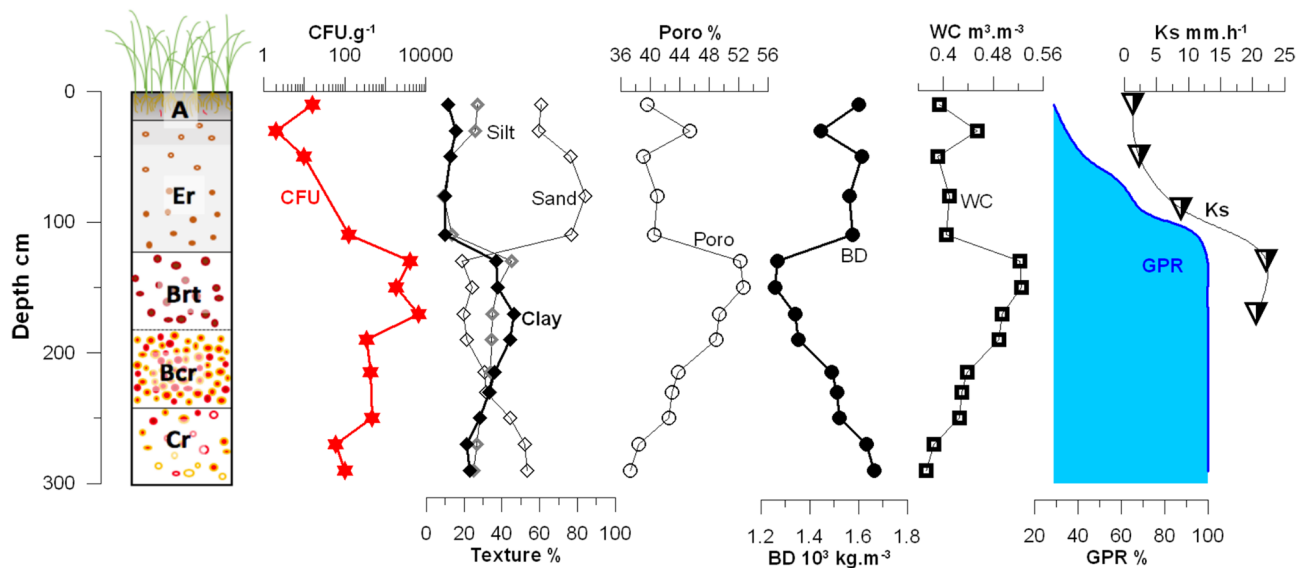 CFU.g⁻¹
1 100 10000
Poro %
36 40 44 48 52 56
WC m³.m⁻³
0.4 0.48 0.56
Ks mm.h⁻¹
0 5 10 15 20 25
Depth cm
0
100
200
300
A
Er
Brt
Bcr
Cr
CFU
Silt
Sand
Clay
Poro
BD
WC
Ks
GPR
0 20 40 60 80 100
Texture %
1.2 1.4 1.6 1.8
BD 10³ kg.m⁻³
20 40 60 80 100
GPR %